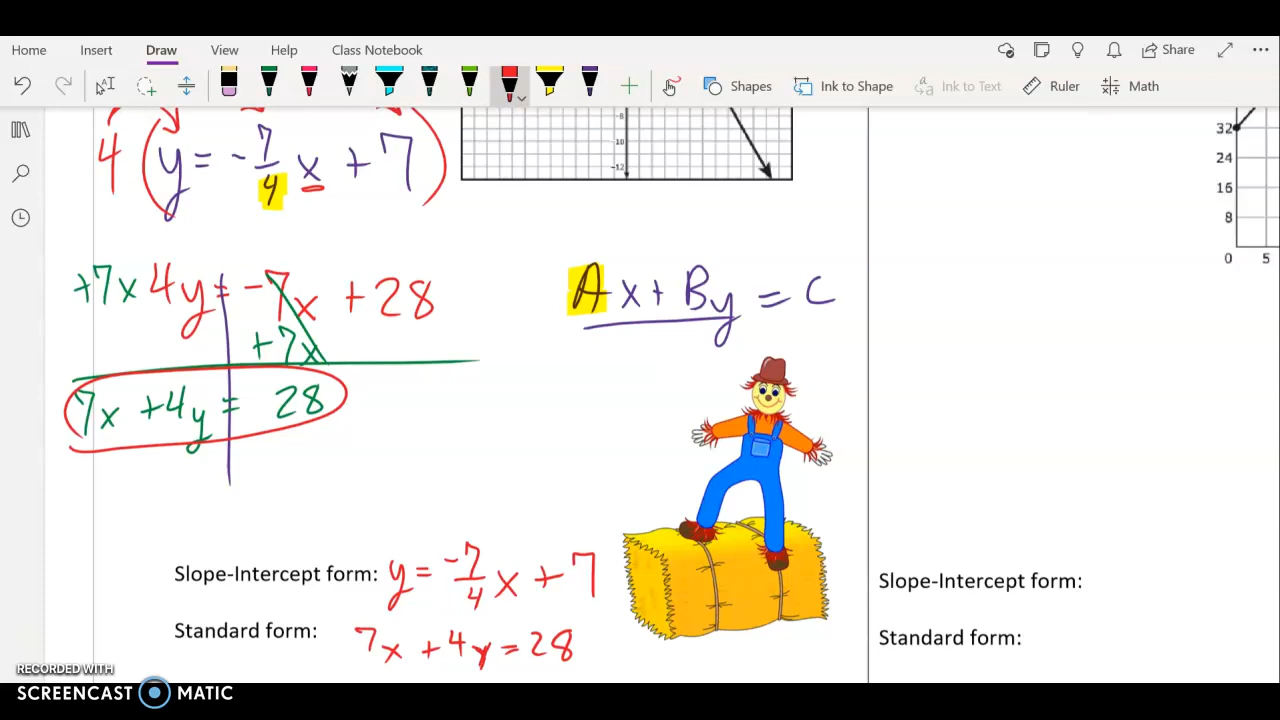 Home Insert Draw View Help Class Notebook Share
Shapes Ink to Shape Ink to Text Ruler Math
-8
-10
-12
32
24
16
8
0 5
4 (y = -7/4 x + 7)
+7x 4y = -7x + 28
+7x
7x + 4y = 28
Ax + By = C
Slope-Intercept form: y = -7/4 x + 7
Standard form: 7x + 4y = 28
Slope-Intercept form:
Standard form:
RECORDED WITH
SCREENCAST MATIC